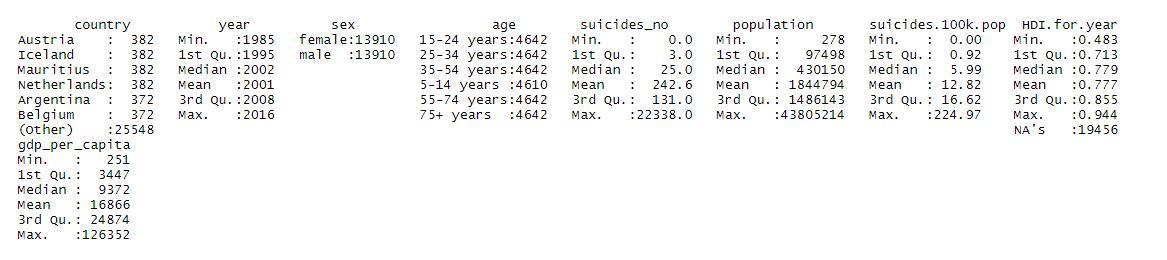 country          year          sex                 age        suicides_no       population       suicides.100k.pop  HDI.for.year
Austria    :  382   Min.   :1985   female:13910   15-24 years:4642   Min.   :    0.0   Min.   :     278   Min.   :  0.00   Min.   :0.483
Iceland    :  382   1st Qu.:1995   male  :13910   25-34 years:4642   1st Qu.:    3.0   1st Qu.:   97498   1st Qu.:  0.92   1st Qu.:0.713
Mauritius  :  382   Median :2002                  35-54 years:4642   Median :   25.0   Median :  430150   Median :  5.99   Median :0.779
Netherlands:  382   Mean   :2001                  5-14 years :4610   Mean   :  242.6   Mean   : 1844794   Mean   : 12.82   Mean   :0.777
Argentina  :  372   3rd Qu.:2008                  55-74 years:4642   3rd Qu.:  131.0   3rd Qu.: 1486143   3rd Qu.: 16.62   3rd Qu.:0.855
Belgium    :  372   Max.   :2016                  75+ years  :4642   Max.   :22338.0   Max.   :43805214   Max.   :224.97   Max.   :0.944
(Other)    :25548                                                                                                          NA's   :19456
gdp_per_capita
Min.   :   251
1st Qu.:  3447
Median :  9372
Mean   : 16866
3rd Qu.: 24874
Max.   :126352